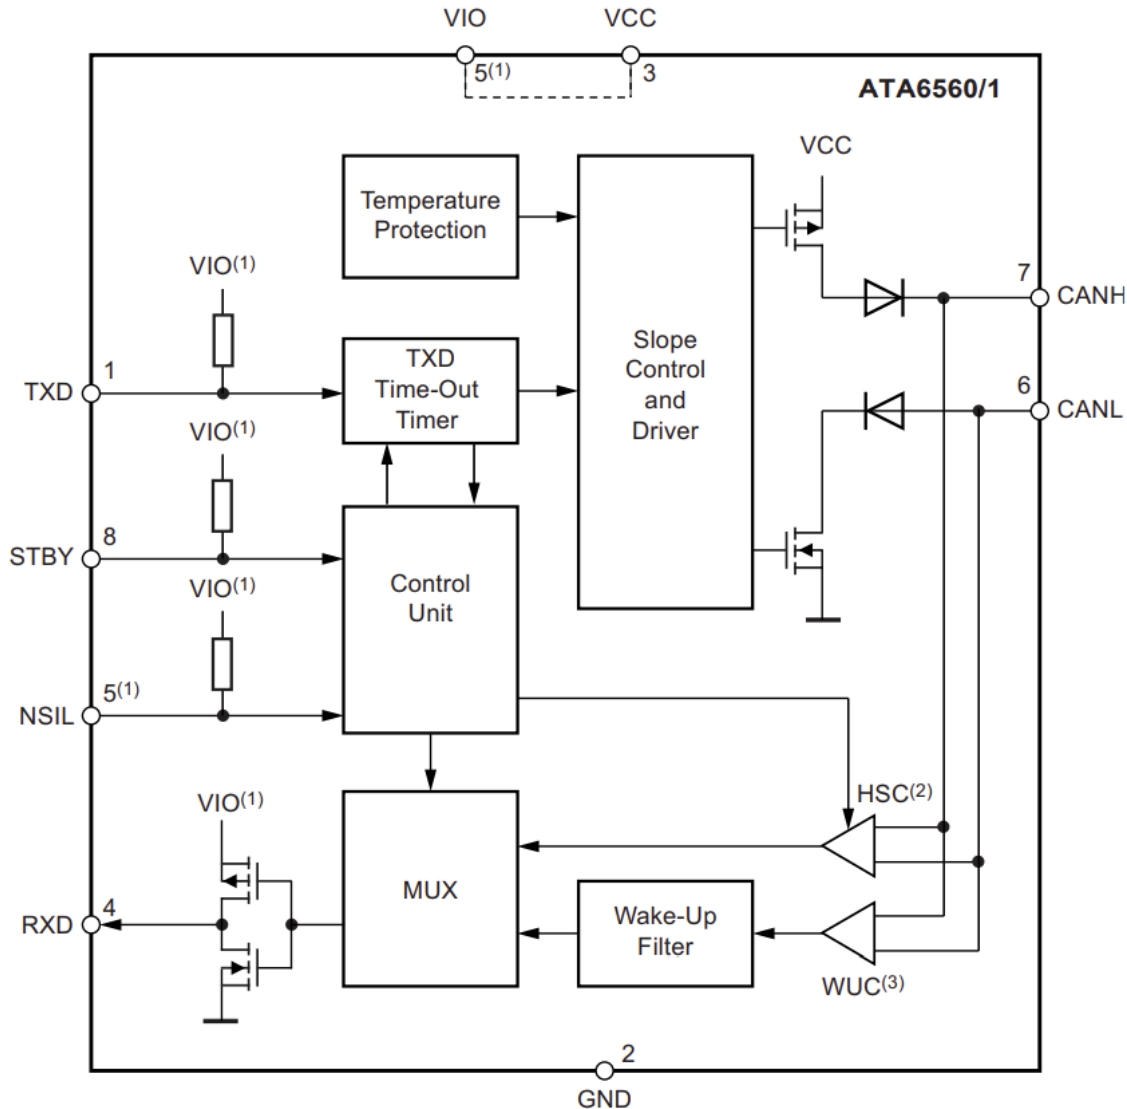 VIO
VCC
5(1)
3
ATA6560/1
VCC
Temperature
Protection
VIO(1)
7
CANH
Slope
Control
and
Driver
TXD
Time-Out
Timer
1
TXD
6
CANL
VIO(1)
8
STBY
Control
Unit
VIO(1)
5(1)
NSIL
HSC(2)
VIO(1)
MUX
4
RXD
Wake-Up
Filter
WUC(3)
2
GND